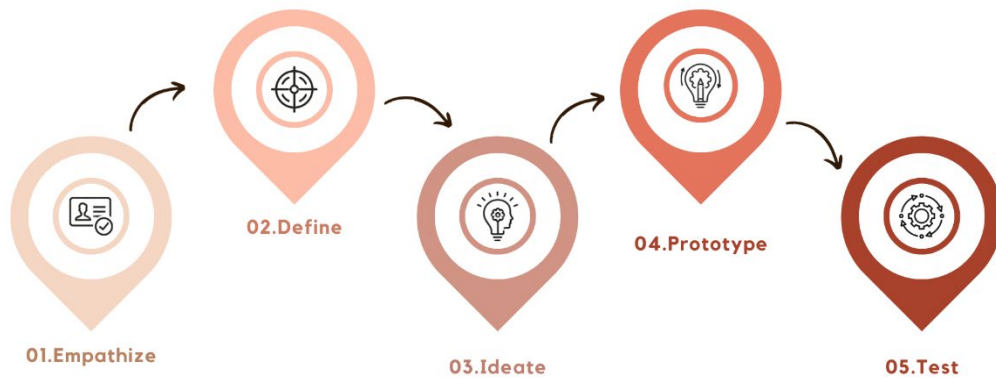 01.Empathize
02.Define
03.Ideate
04.Prototype
05.Test